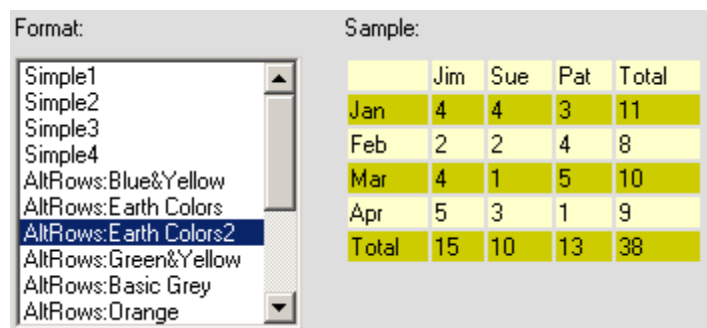 Format:
Simple1
Simple2
Simple3
Simple4
AltRows:Blue&Yellow
AltRows:Earth Colors
AltRows:Earth Colors2
AltRows:Green&Yellow
AltRows:Basic Grey
AltRows:Orange
Sample:
Jim Sue Pat Total
Jan 4 4 3 11
Feb 2 2 4 8
Mar 4 1 5 10
Apr 5 3 1 9
Total 15 10 13 38